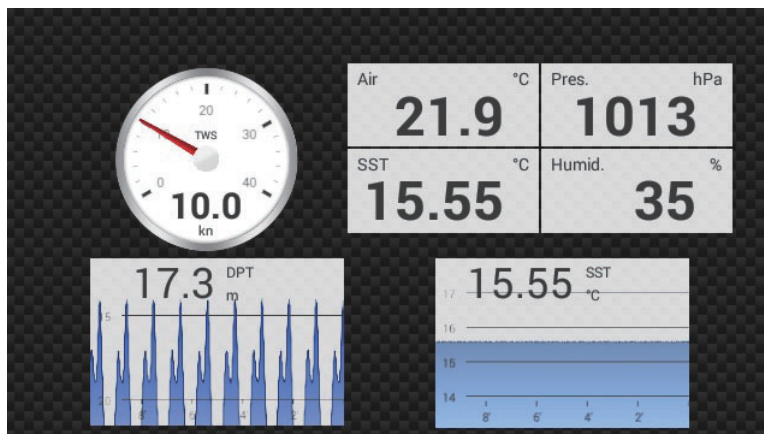 20
10
TWS
30
0
40
10.0
kn
Air °C
21.9
Pres. hPa
1013
SST °C
15.55
Humid. %
35
17.3 DPT
m
15
20
8' 6' 4' 2'
15.55 SST
°C
17
16
15
14
8' 6' 4' 2'